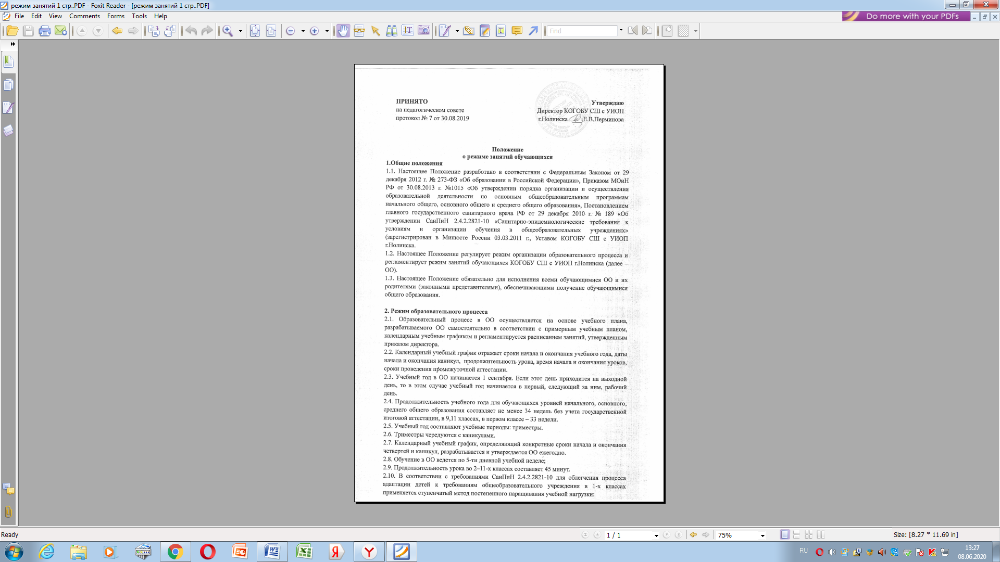 режим занятий 1 стр..PDF - Foxit Reader - [режим занятий 1 стр..PDF]
File Edit View Comments Forms Tools Help
Do more with your PDFs
Find
ПРИНЯТО
на педагогическом совете
протокол № 7 от 30.08.2019
Утверждаю
Директор КОГОБУ СШ с УИОП
г.Нолинска Е.В.Перминова
Положение
о режиме занятий обучающихся
1.Общие положения
1.1. Настоящее Положение разработано в соответствии с Федеральным Законом от 29
декабря 2012 г. № 273-ФЗ «Об образовании в Российской Федерации», Приказом МОиН
РФ от 30.08.2013 г. №1015 «Об утверждении порядка организации и осуществления
образовательной деятельности по основным общеобразовательным программам
начального общего, основного общего и среднего общего образования», Постановлением
главного государственного санитарного врача РФ от 29 декабря 2010 г. № 189 «Об
утверждении СанПиН 2.4.2.2821-10 «Санитарно-эпидемиологические требования к
условиям и организации обучения в общеобразовательных учреждениях»
(зарегистрирован в Минюсте России 03.03.2011 г., Уставом КОГОБУ СШ с УИОП
г.Нолинска.
1.2. Настоящее Положение регулирует режим организации образовательного процесса и
регламентирует режим занятий обучающихся КОГОБУ СШ с УИОП г.Нолинска (далее –
ОО).
1.3. Настоящее Положение обязательно для исполнения всеми обучающимися ОО и их
родителями (законными представителями), обеспечивающими получение обучающимися
общего образования.
2. Режим образовательного процесса
2.1. Образовательный процесс в ОО осуществляется на основе учебного плана,
разрабатываемого ОО самостоятельно в соответствии с примерным учебным планом,
календарным учебным графиком и регламентируется расписанием занятий, утвержденным
приказом директора.
2.2. Календарный учебный график отражает сроки начала и окончания учебного года, даты
начала и окончания каникул, продолжительность урока, время начала и окончания уроков,
сроки проведения промежуточной аттестации.
2.3. Учебный год в ОО начинается 1 сентября. Если этот день приходится на выходной
день, то в этом случае учебный год начинается в первый, следующий за ним, рабочий
день.
2.4. Продолжительность учебного года для обучающихся уровней начального, основного,
среднего общего образования составляет не менее 34 недель без учета государственной
итоговой аттестации, в 9,11 классах, в первом классе – 33 недели.
2.5. Учебный год составляют учебные периоды: триместры.
2.6. Триместры чередуются с каникулами.
2.7. Календарный учебный график, определяющий конкретные сроки начала и окончания
четвертей и каникул, разрабатывается и утверждается ОО ежегодно.
2.8. Обучение в ОО ведется по 5-ти дневной учебной неделе;
2.9. Продолжительность урока во 2–11-х классах составляет 45 минут.
2.10. В соответствии с требованиями СанПиН 2.4.2.2821-10 для облегчения процесса
адаптации детей к требованиям общеобразовательного учреждения в 1-х классах
применяется ступенчатый метод постепенного наращивания учебной нагрузки:
Ready
1 / 1
75%
Size: [8.27 * 11.69 in]
RU
13:27
08.06.2020